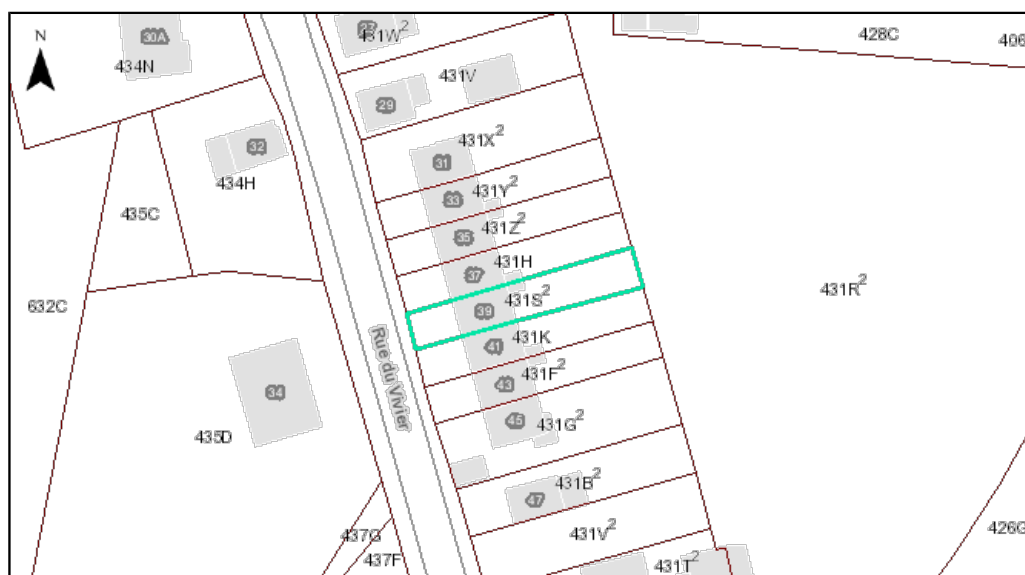 N
30A
434N
27
431W²
428C
406
431V
29
32
434H
431X²
31
431Y²
33
435C
431Z²
35
431H
37
632C
431S²
39
431R²
Rue du Vivier
431K
41
431F²
43
34
435D
431G²
45
431B²
47
431V²
426G
437G
437F
431T²